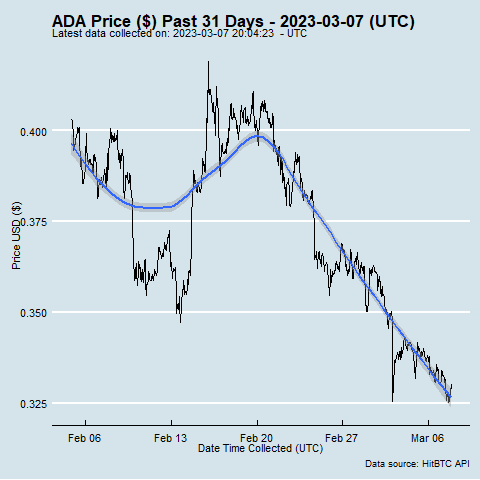 ADA Price ($) Past 31 Days - 2023-03-07 (UTC)
Latest data collected on: 2023-03-07 20:04:23 - UTC
0.400
0.375
0.350
0.325
Price USD ($)
Feb 06
Feb 13
Feb 20
Feb 27
Mar 06
Date Time Collected (UTC)
Data source: HitBTC API